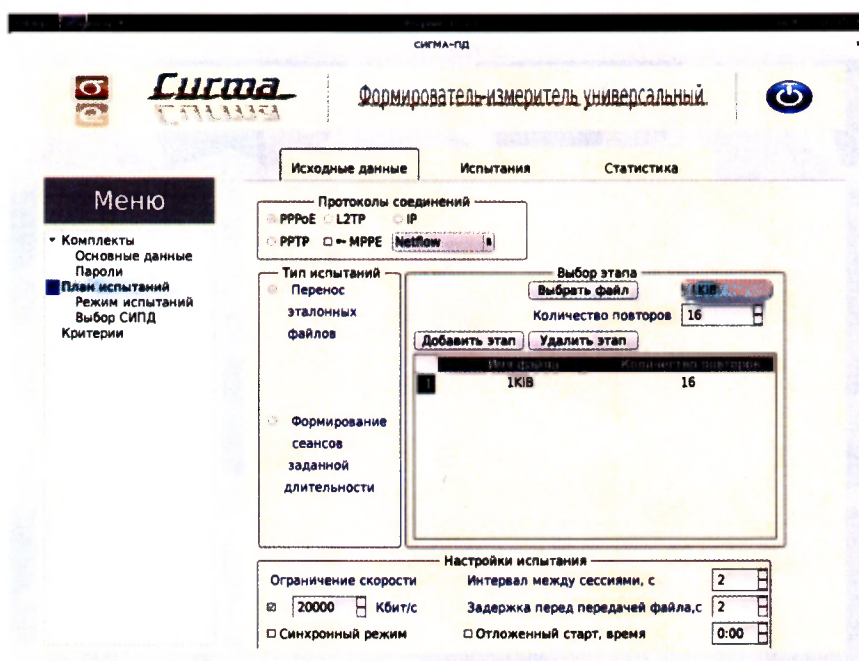 СИГМА-ПД
σ Сигма
Формирователь-измеритель универсальный
Исходные данные Испытания Статистика
Меню
Комплекты
Основные данные
Пароли
План испытаний
Режим испытаний
Выбор СИПД
Критерии
Протоколы соединений
PPPoE L2TP IP
PPTP MPPE Netflow
Тип испытаний
Перенос
эталонных
файлов
Формирование
сеансов
заданной
длительности
Выбор этапа
Выбрать файл 1KiB
Количество повторов 16
Добавить этап Удалить этап
Имя файла Количество повторов
1 1KiB 16
Настройки испытания
Ограничение скорости Интервал между сессиями, с 2
20000 Кбит/с Задержка перед передачей файла,с 2
Синхронный режим Отложенный старт, время 0:00